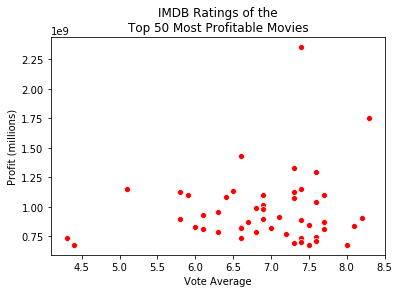 IMDB Ratings of the
Top 50 Most Profitable Movies
1e9
2.25
2.00
1.75
1.50
1.25
1.00
0.75
Profit (millions)
4.5 5.0 5.5 6.0 6.5 7.0 7.5 8.0 8.5
Vote Average